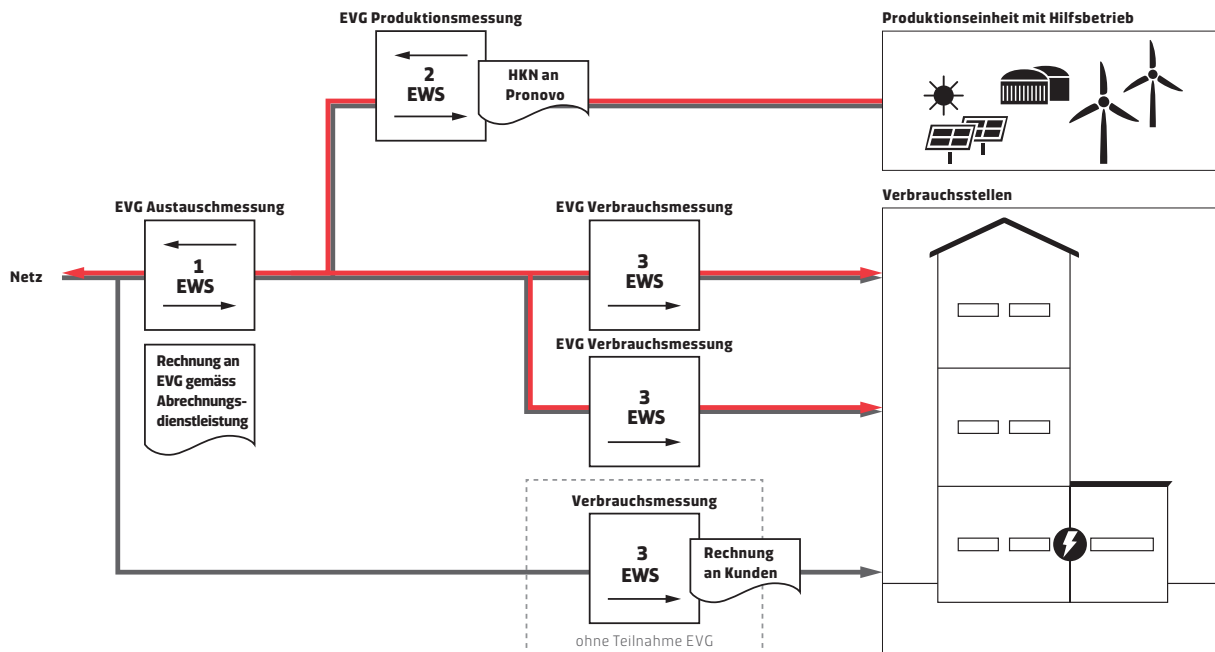 EVG Produktionsmessung
2
EWS
HKN an
Pronovo
Produktionseinheit mit Hilfsbetrieb
EVG Austauschmessung
Netz
1
EWS
Rechnung an
EVG gemäss
Abrechnungs-
dienstleistung
EVG Verbrauchsmessung
3
EWS
EVG Verbrauchsmessung
3
EWS
Verbrauchsmessung
3
EWS
Rechnung
an Kunden
ohne Teilnahme EVG
Verbrauchsstellen